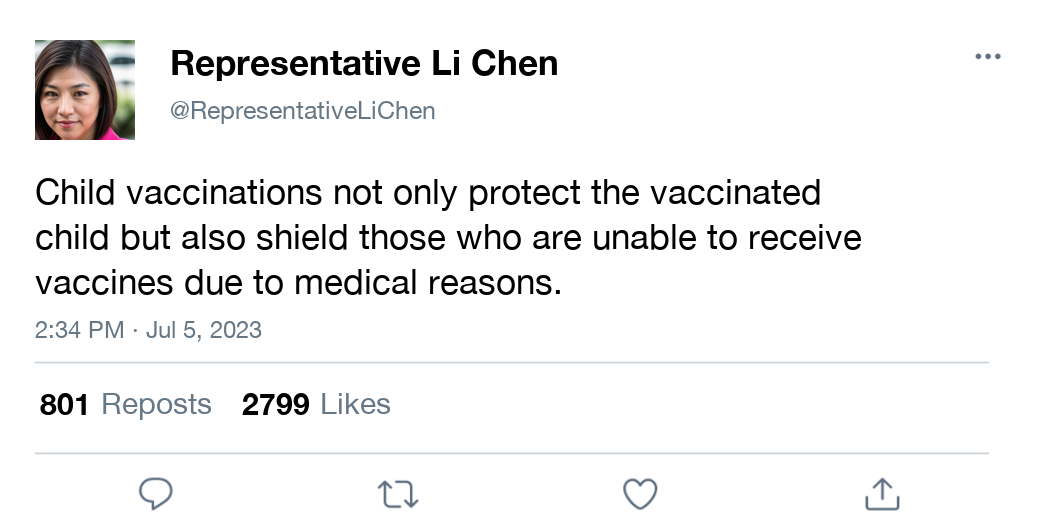 Representative Li Chen
@RepresentativeLiChen
Child vaccinations not only protect the vaccinated
child but also shield those who are unable to receive
vaccines due to medical reasons.
2:34 PM · Jul 5, 2023
801 Reposts 2799 Likes